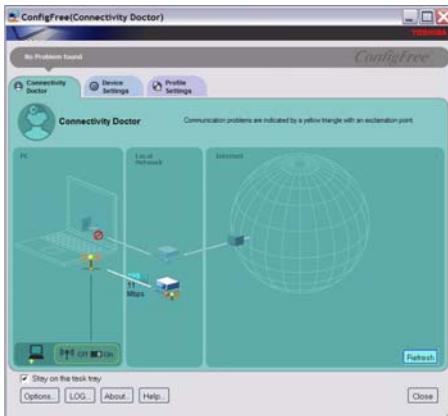 ConfigFree(Connectivity Doctor)
TOSHIBA
No Problem found
ConfigFree
Connectivity Doctor
Device Settings
Profile Settings
Connectivity Doctor
Communication problems are indicated by a yellow triangle with an exclamation point.
PC
Local Network
Internet
11 Mbps
Off
On
Refresh
Stay on the task tray
Options...
LOG...
About...
Help...
Close